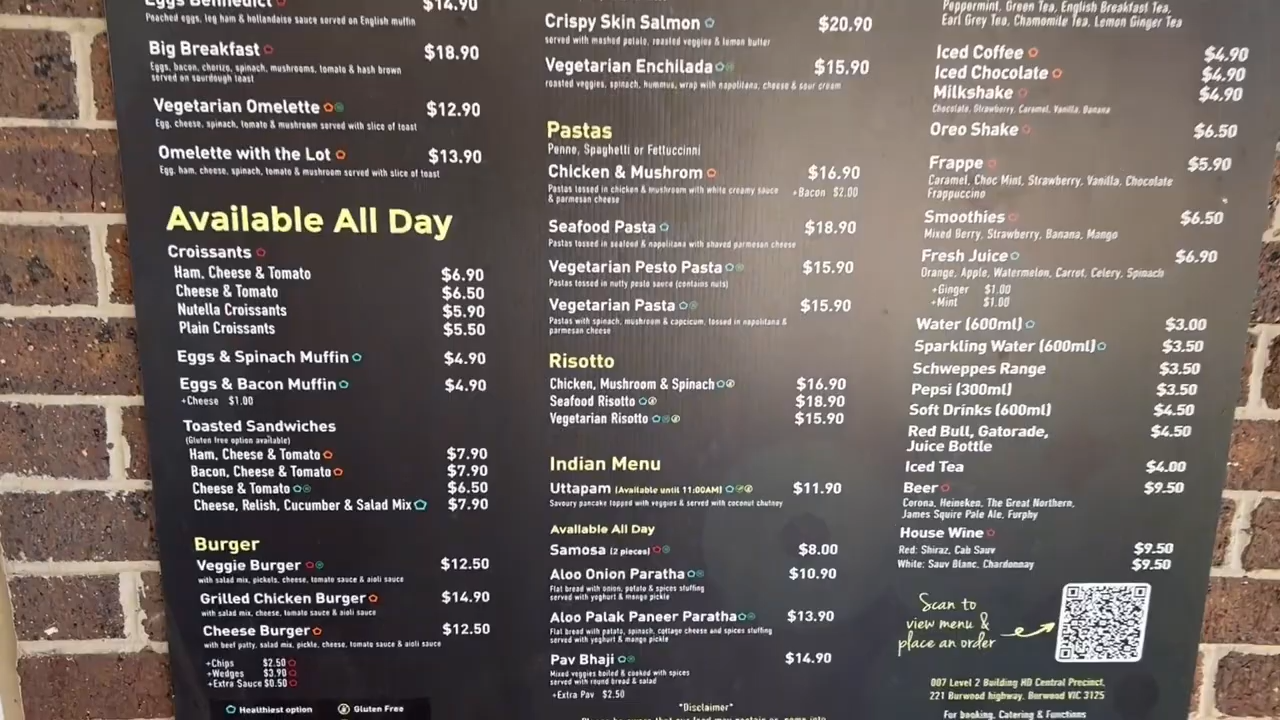 Eggs Bennedict $14.90
Poached eggs, leg ham & hollandaise sauce served on English muffin
Big Breakfast $18.90
Eggs, bacon, chorizo, spinach, mushrooms, tomato & hash brown
served on sourdough toast
Vegetarian Omelette $12.90
Egg, cheese, spinach, tomato & mushroom served with slice of toast
Omelette with the Lot $13.90
Egg, ham, cheese, spinach, tomato & mushroom served with slice of toast
Available All Day
Croissants
Ham, Cheese & Tomato $6.90
Cheese & Tomato $6.50
Nutella Croissants $5.90
Plain Croissants $5.50
Eggs & Spinach Muffin $4.90
Eggs & Bacon Muffin $4.90
+Cheese $1.00
Toasted Sandwiches
(Gluten free option available)
Ham, Cheese & Tomato $7.90
Bacon, Cheese & Tomato $7.90
Cheese & Tomato $6.50
Cheese, Relish, Cucumber & Salad Mix $7.90
Burger
Veggie Burger $12.50
with salad mix, pickels, cheese, tomato sauce & aioli sauce
Grilled Chicken Burger $14.90
with salad mix, cheese, tomato sauce & aioli sauce
Cheese Burger $12.50
with beef patty, salad mix, pickle, cheese, tomato sauce & aioli sauce
+Chips $2.50
+Wedges $3.90
+Extra Sauce $0.50
Healthiest option Gluten Free
Crispy Skin Salmon $20.90
served with mashed potato, roasted veggies & lemon butter
Vegetarian Enchilada $15.90
roasted veggies, spinach, hummus, wrap with napolitana, cheese & sour cream
Pastas
Penne, Spaghetti or Fettuccinni
Chicken & Mushrom $16.90
Pastas tossed in chicken & mushroom with white creamy sauce +Bacon $2.00
& parmesan cheese
Seafood Pasta $18.90
Pastas tossed in seafood & napolitana with shaved parmesan cheese
Vegetarian Pesto Pasta $15.90
Pastas tossed in nutty pesto sauce (contains nuts)
Vegetarian Pasta $15.90
Pastas with spinach, mushroom & capcicum, tossed in napolitana &
parmesan cheese
Risotto
Chicken, Mushroom & Spinach $16.90
Seafood Risotto $18.90
Vegetarian Risotto $15.90
Indian Menu
Uttapam (Available until 11:00AM) $11.90
Savoury pancake topped with veggies & served with coconut chutney
Available All Day
Samosa (2 pieces) $8.00
Aloo Onion Paratha $10.90
Flat bread with onion, potato & spices stuffing
served with yoghurt & mango pickle
Aloo Palak Paneer Paratha $13.90
Flat bread with potato, spinach, cottage cheese and spices stuffing
served with yoghurt & mango pickle
Pav Bhaji $14.90
Mixed veggies boiled & cooked with spices
served with round bread & salad
+Extra Pav $2.50
*Disclaimer*
Peppermint, Green Tea, English Breakfast Tea,
Earl Grey Tea, Chamomile Tea, Lemon Ginger Tea
Iced Coffee $4.90
Iced Chocolate $4.90
Milkshake $4.90
Chocolate, Strawberry, Caramel, Vanilla, Banana
Oreo Shake $6.50
Frappe $5.90
Caramel, Choc Mint, Strawberry, Vanilla, Chocolate
Frappuccino
Smoothies $6.50
Mixed Berry, Strawberry, Banana, Mango
Fresh Juice $6.90
Orange, Apple, Watermelon, Carrot, Celery, Spinach
+Ginger $1.00
+Mint $1.00
Water (600ml) $3.00
Sparkling Water (600ml) $3.50
Schweppes Range $3.50
Pepsi (300ml) $3.50
Soft Drinks (600ml) $4.50
Red Bull, Gatorade, $4.50
Juice Bottle
Iced Tea $4.00
Beer $9.50
Corona, Heineken, The Great Northern,
James Squire Pale Ale, Furphy
House Wine
Red: Shiraz, Cab Sauv $9.50
White: Sauv Blanc, Chardonnay $9.50
Scan to
view menu &
place an order
007 Level 2 Building HD Central Precinct,
221 Burwood highway, Burwood VIC 3125
For booking, Catering & Functions